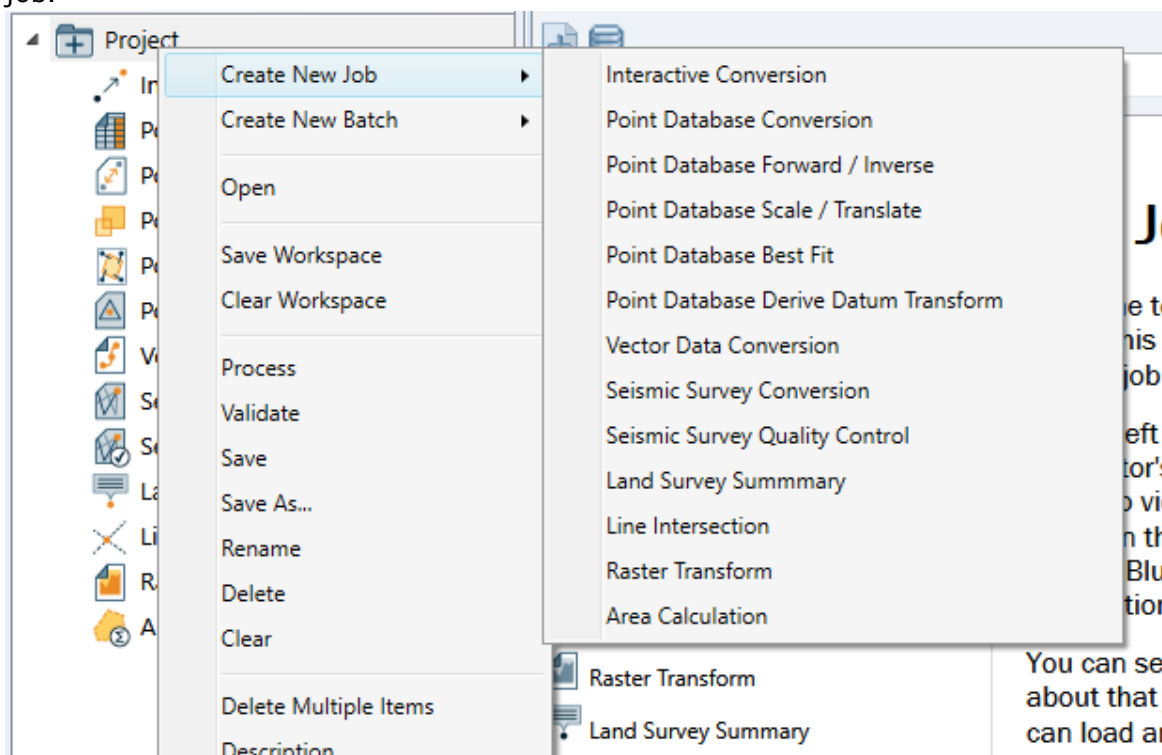 job.
Project
Create New Job
Create New Batch
Open
Save Workspace
Clear Workspace
Process
Validate
Save
Save As...
Rename
Delete
Clear
Delete Multiple Items
Description
Interactive Conversion
Point Database Conversion
Point Database Forward / Inverse
Point Database Scale / Translate
Point Database Best Fit
Point Database Derive Datum Transform
Vector Data Conversion
Seismic Survey Conversion
Seismic Survey Quality Control
Land Survey Summmary
Line Intersection
Raster Transform
Area Calculation
Raster Transform
Land Survey Summary
job
You can se
about that
can load a